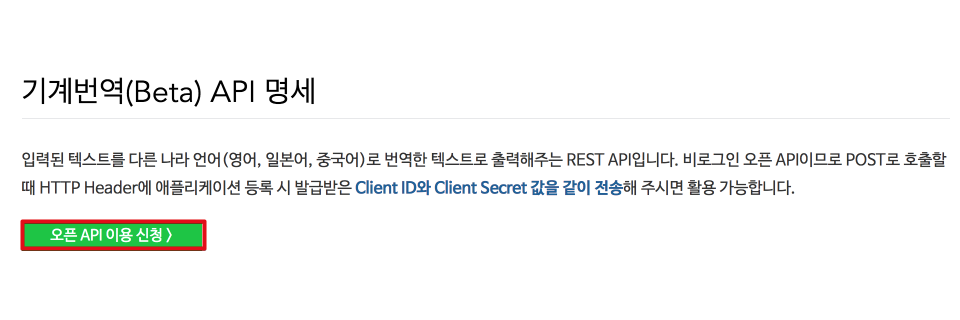 기계번역(Beta) API 명세
입력된 텍스트를 다른 나라 언어(영어, 일본어, 중국어)로 번역한 텍스트로 출력해주는 REST API입니다. 비로그인 오픈 API이므로 POST로 호출할
때 HTTP Header에 애플리케이션 등록 시 발급받은 Client ID와 Client Secret 값을 같이 전송해 주시면 활용 가능합니다.
오픈 API 이용 신청 〉